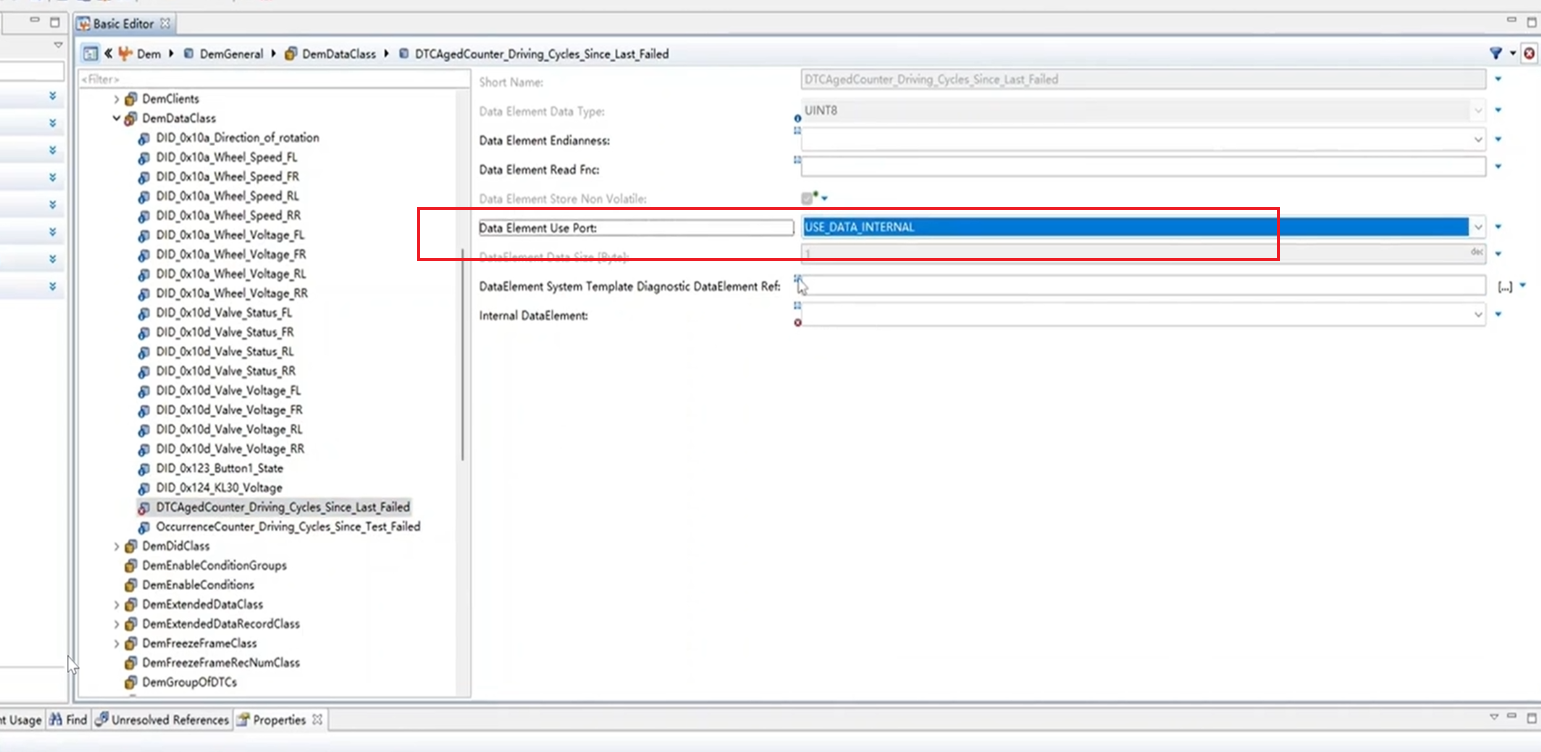 Basic Editor
Dem DemGeneral DemDataClass DTCAgedCounter_Driving_Cycles_Since_Last_Failed
<Filter>
DemClients
DemDataClass
DID_0x10a_Direction_of_rotation
DID_0x10a_Wheel_Speed_FL
DID_0x10a_Wheel_Speed_FR
DID_0x10a_Wheel_Speed_RL
DID_0x10a_Wheel_Speed_RR
DID_0x10a_Wheel_Voltage_FL
DID_0x10a_Wheel_Voltage_FR
DID_0x10a_Wheel_Voltage_RL
DID_0x10a_Wheel_Voltage_RR
DID_0x10d_Valve_Status_FL
DID_0x10d_Valve_Status_FR
DID_0x10d_Valve_Status_RL
DID_0x10d_Valve_Status_RR
DID_0x10d_Valve_Voltage_FL
DID_0x10d_Valve_Voltage_FR
DID_0x10d_Valve_Voltage_RL
DID_0x10d_Valve_Voltage_RR
DID_0x123_Button1_State
DID_0x124_KL30_Voltage
DTCAgedCounter_Driving_Cycles_Since_Last_Failed
OccurrenceCounter_Driving_Cycles_Since_Test_Failed
DemDidClass
DemEnableConditionGroups
DemEnableConditions
DemExtendedDataClass
DemExtendedDataRecordClass
DemFreezeFrameClass
DemFreezeFrameRecNumClass
DemGroupOfDTCs
Short Name: DTCAgedCounter_Driving_Cycles_Since_Last_Failed
Data Element Data Type: UINT8
Data Element Endianness:
Data Element Read Fnc:
Data Element Store Non Volatile:
Data Element Use Port: USE_DATA_INTERNAL
DataElement Data Size [Byte]: 1 dec
DataElement System Template Diagnostic DataElement Ref: [...]
Internal DataElement:
nt Usage Find Unresolved References Properties